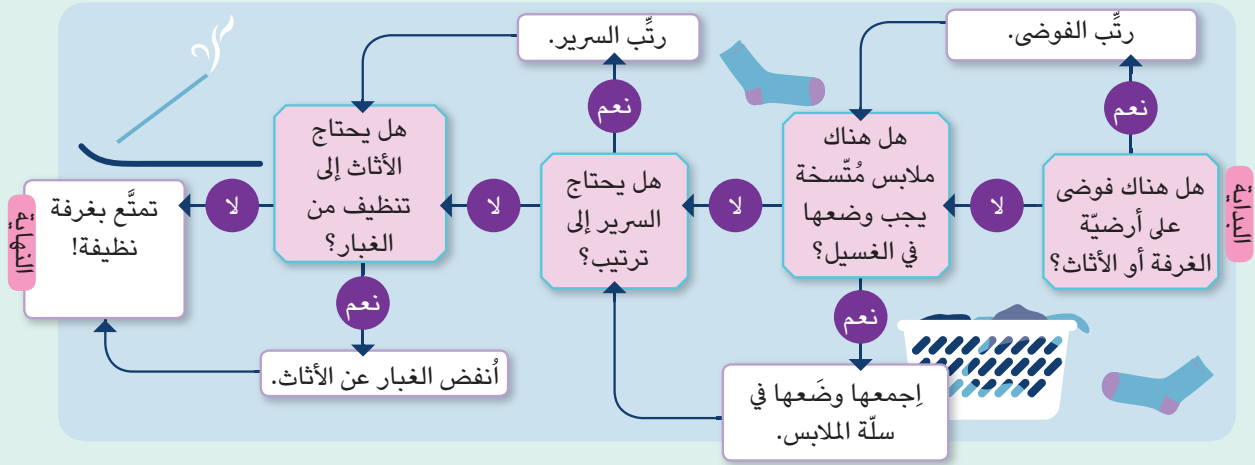 البداية
هل هناك فوضى
على أرضيّة
الغرفة أو الأثاث؟
نعم
رتِّب الفوضى.
لا
هل هناك
ملابس مُتّسخة
يجب وضعها
في الغسيل؟
نعم
اِجمعها وضَعها في
سلّة الملابس.
لا
هل يحتاج
السرير إلى
ترتيب؟
نعم
رتِّب السرير.
لا
هل يحتاج
الأثاث إلى
تنظيف من
الغبار؟
نعم
اُنفض الغبار عن الأثاث.
لا
تمتَّع بغرفة
نظيفة!
النهاية